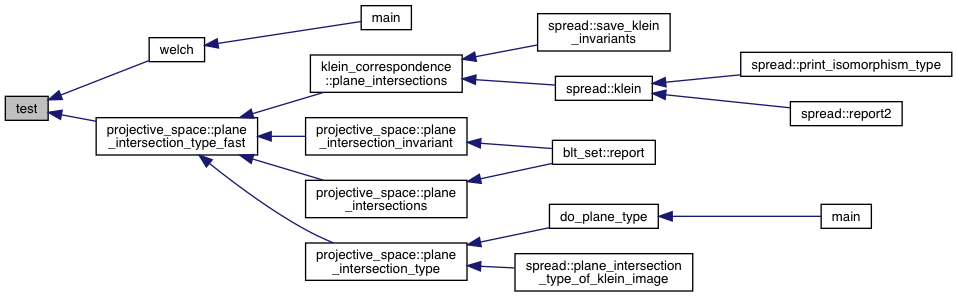 main
welch
test
projective_space::plane
_intersection_type_fast
klein_correspondence
::plane_intersections
spread::save_klein
_invariants
spread::klein
spread::print_isomorphism_type
spread::report2
projective_space::plane
_intersection_invariant
blt_set::report
projective_space::plane
_intersections
projective_space::plane
_intersection_type
do_plane_type
main
spread::plane_intersection
_type_of_klein_image